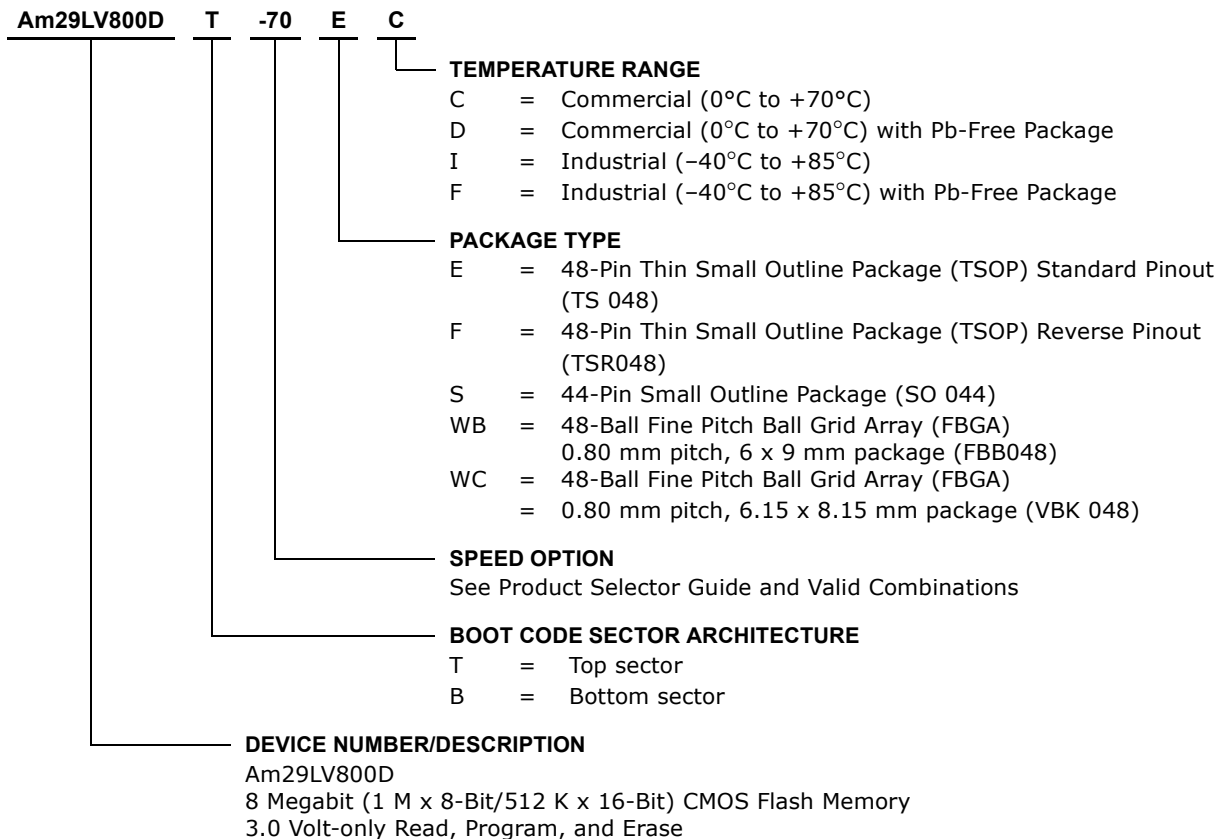 Am29LV800D T -70 E C
TEMPERATURE RANGE
C = Commercial (0°C to +70°C)
D = Commercial (0°C to +70°C) with Pb-Free Package
I = Industrial (–40°C to +85°C)
F = Industrial (–40°C to +85°C) with Pb-Free Package
PACKAGE TYPE
E = 48-Pin Thin Small Outline Package (TSOP) Standard Pinout
(TS 048)
F = 48-Pin Thin Small Outline Package (TSOP) Reverse Pinout
(TSR048)
S = 44-Pin Small Outline Package (SO 044)
WB = 48-Ball Fine Pitch Ball Grid Array (FBGA)
0.80 mm pitch, 6 x 9 mm package (FBB048)
WC = 48-Ball Fine Pitch Ball Grid Array (FBGA)
= 0.80 mm pitch, 6.15 x 8.15 mm package (VBK 048)
SPEED OPTION
See Product Selector Guide and Valid Combinations
BOOT CODE SECTOR ARCHITECTURE
T = Top sector
B = Bottom sector
DEVICE NUMBER/DESCRIPTION
Am29LV800D
8 Megabit (1 M x 8-Bit/512 K x 16-Bit) CMOS Flash Memory
3.0 Volt-only Read, Program, and Erase